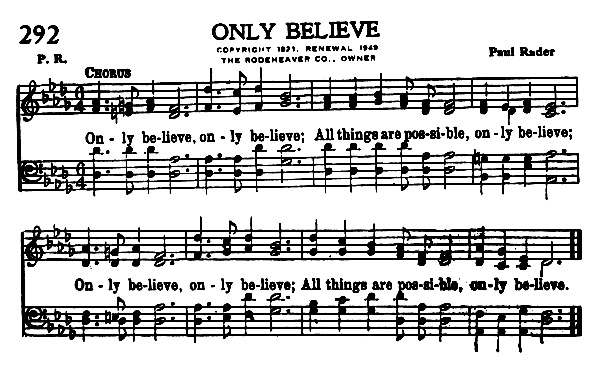 292
ONLY BELIEVE
COPYRIGHT 1921, RENEWAL 1949
THE RODEHEAVER CO., OWNER
P. R.
Paul Rader
CHORUS
On - ly be-lieve, on - ly be-lieve; All things are pos-si-ble, on-ly be-lieve;
On - ly be-lieve, on - ly be-lieve; All things are pos-si-ble, on-ly be-lieve.